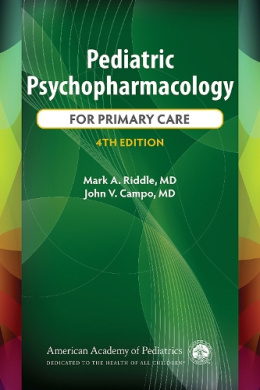 Pediatric
Psychopharmacology
FOR PRIMARY CARE
4TH EDITION
Mark A. Riddle, MD
John V. Campo, MD
American Academy of Pediatrics
DEDICATED TO THE HEALTH OF ALL CHILDREN®